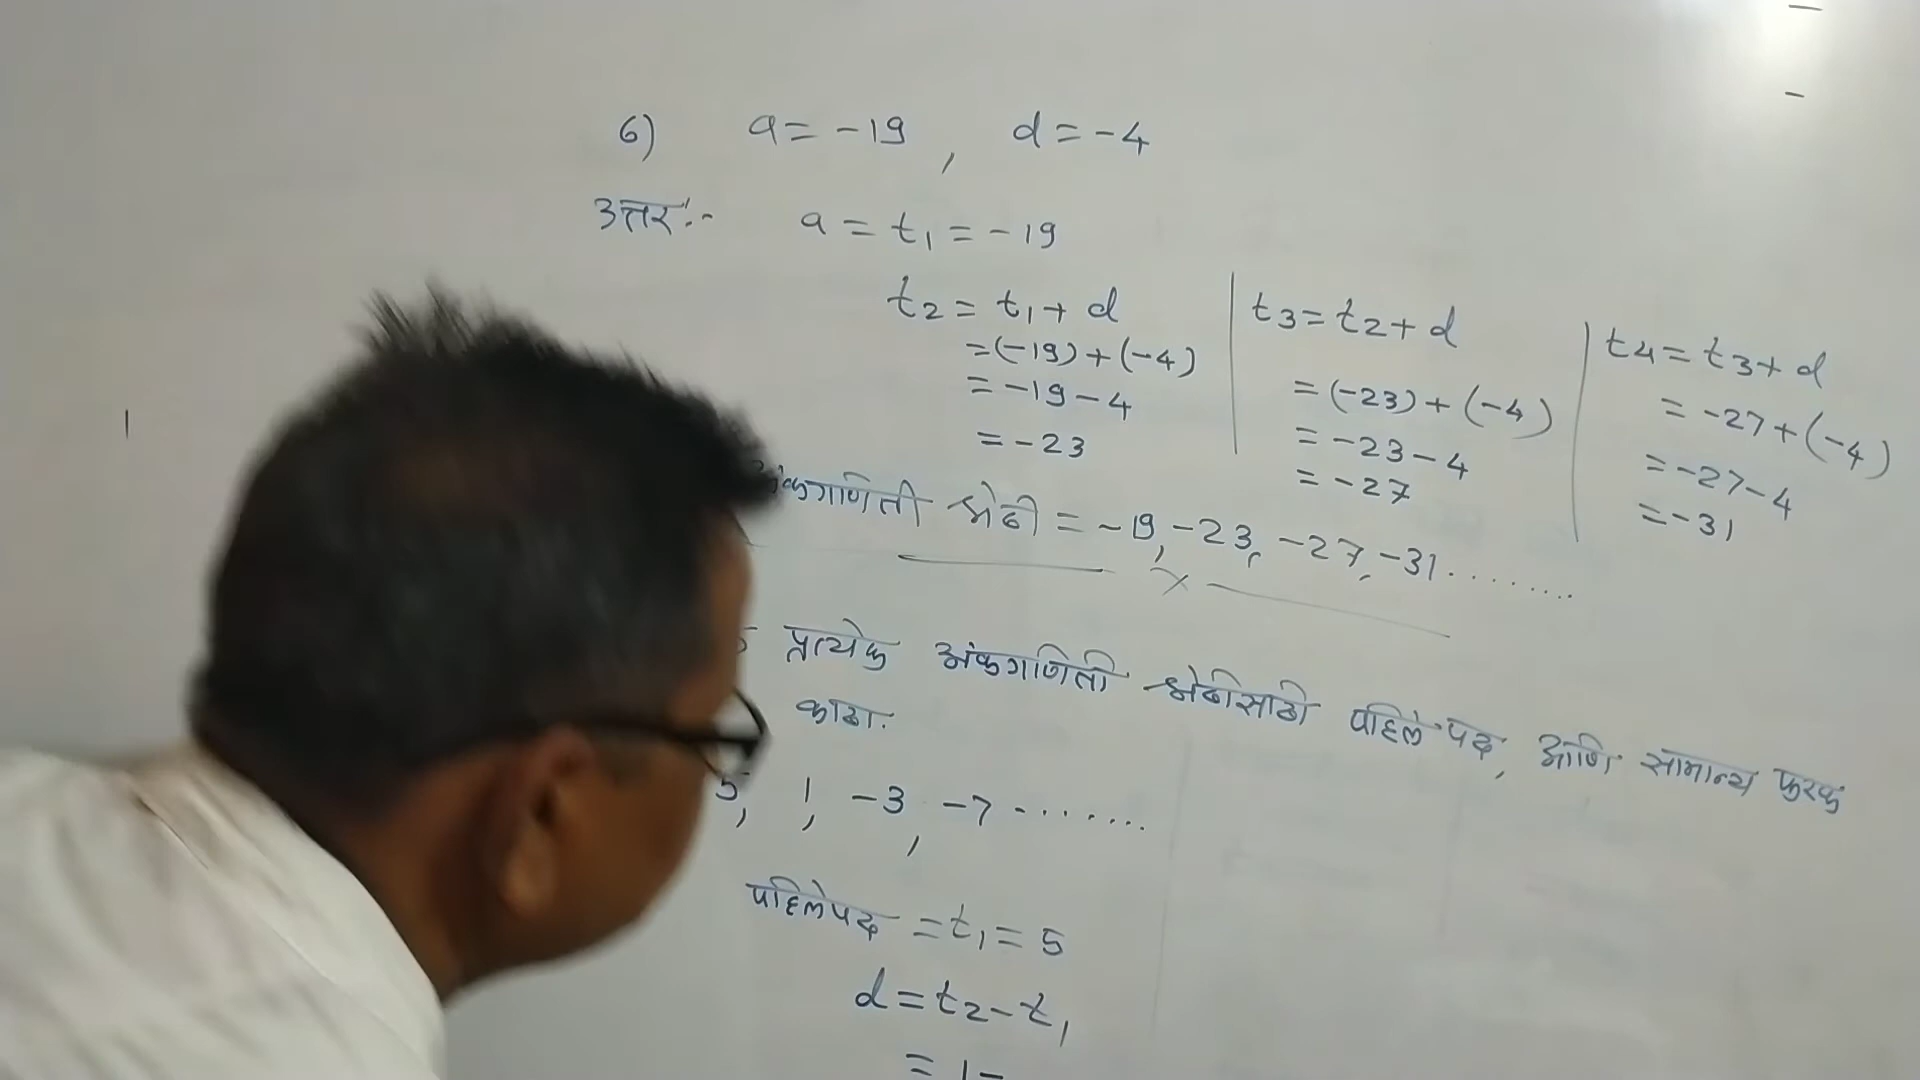 6) a = -19 , d = -4
उत्तर:- a = t1 = -19
t2 = t1 + d
= (-19) + (-4)
= -19 - 4
= -23
t3 = t2 + d
= (-23) + (-4)
= -23 - 4
= -27
t4 = t3 + d
= -27 + (-4)
= -27 - 4
= -31
अंकगणिती श्रेढी = -19, -23, -27, -31 ........
प्रत्येक अंकगणिती श्रेढीसाठी पहिले पद, आणि सामान्य फरक
काढा.
5, 1, -3, -7 .......
पहिले पद = t1 = 5
d = t2 - t1
= 1 -